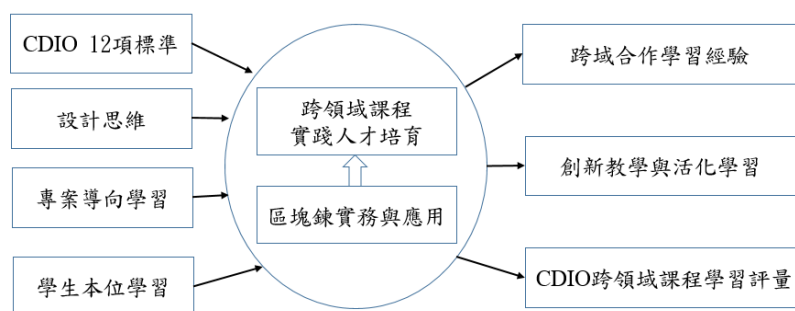 CDIO 12項標準
設計思維
專案導向學習
學生本位學習
跨領域課程
實踐人才培育
區塊鍊實務與應用
跨域合作學習經驗
創新教學與活化學習
CDIO跨領域課程學習評量